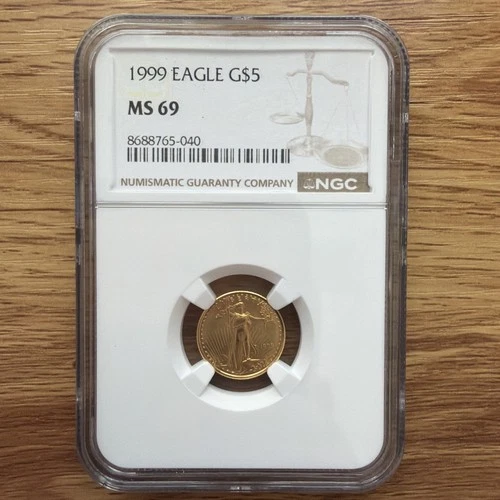 1999 EAGLE G$5
MS 69
8688765-040
NUMISMATIC GUARANTY COMPANY NGC